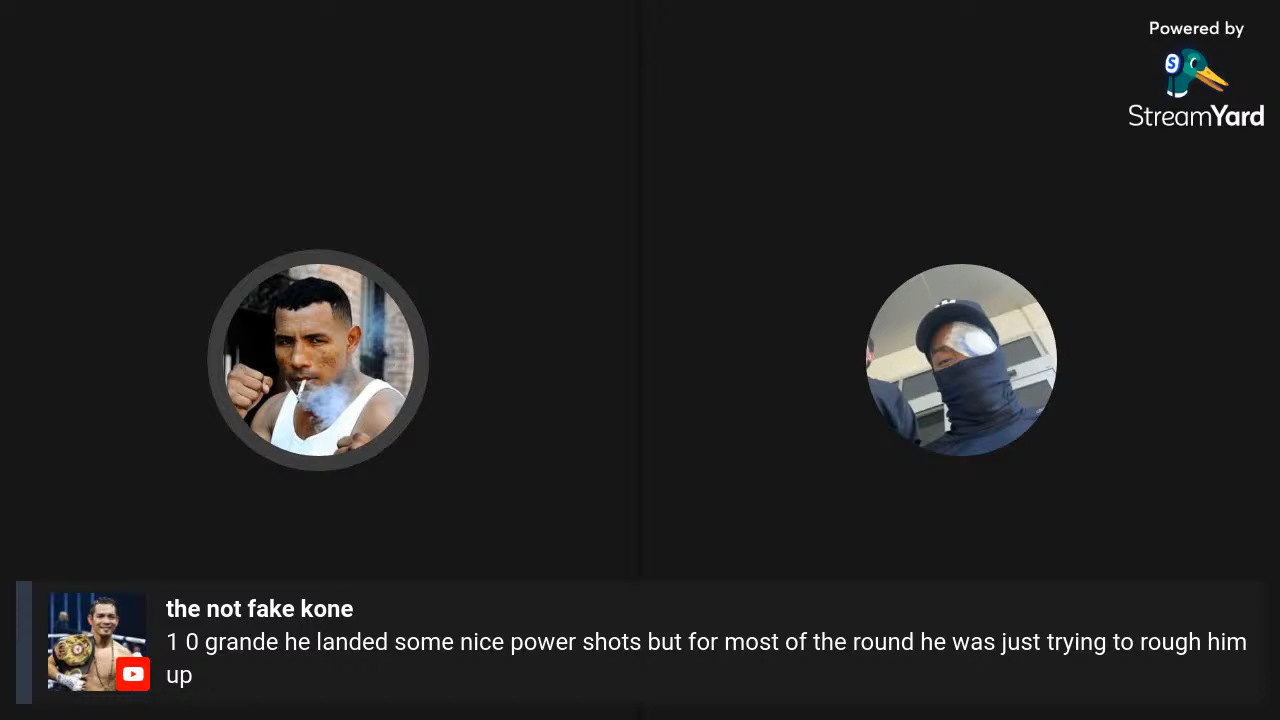 Powered by
S
StreamYard
the not fake kone
1 0 grande he landed some nice power shots but for most of the round he was just trying to rough him
up